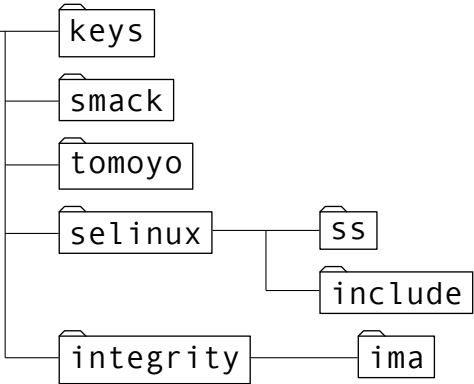 keys
smack
tomoyo
selinux
ss
include
integrity
ima